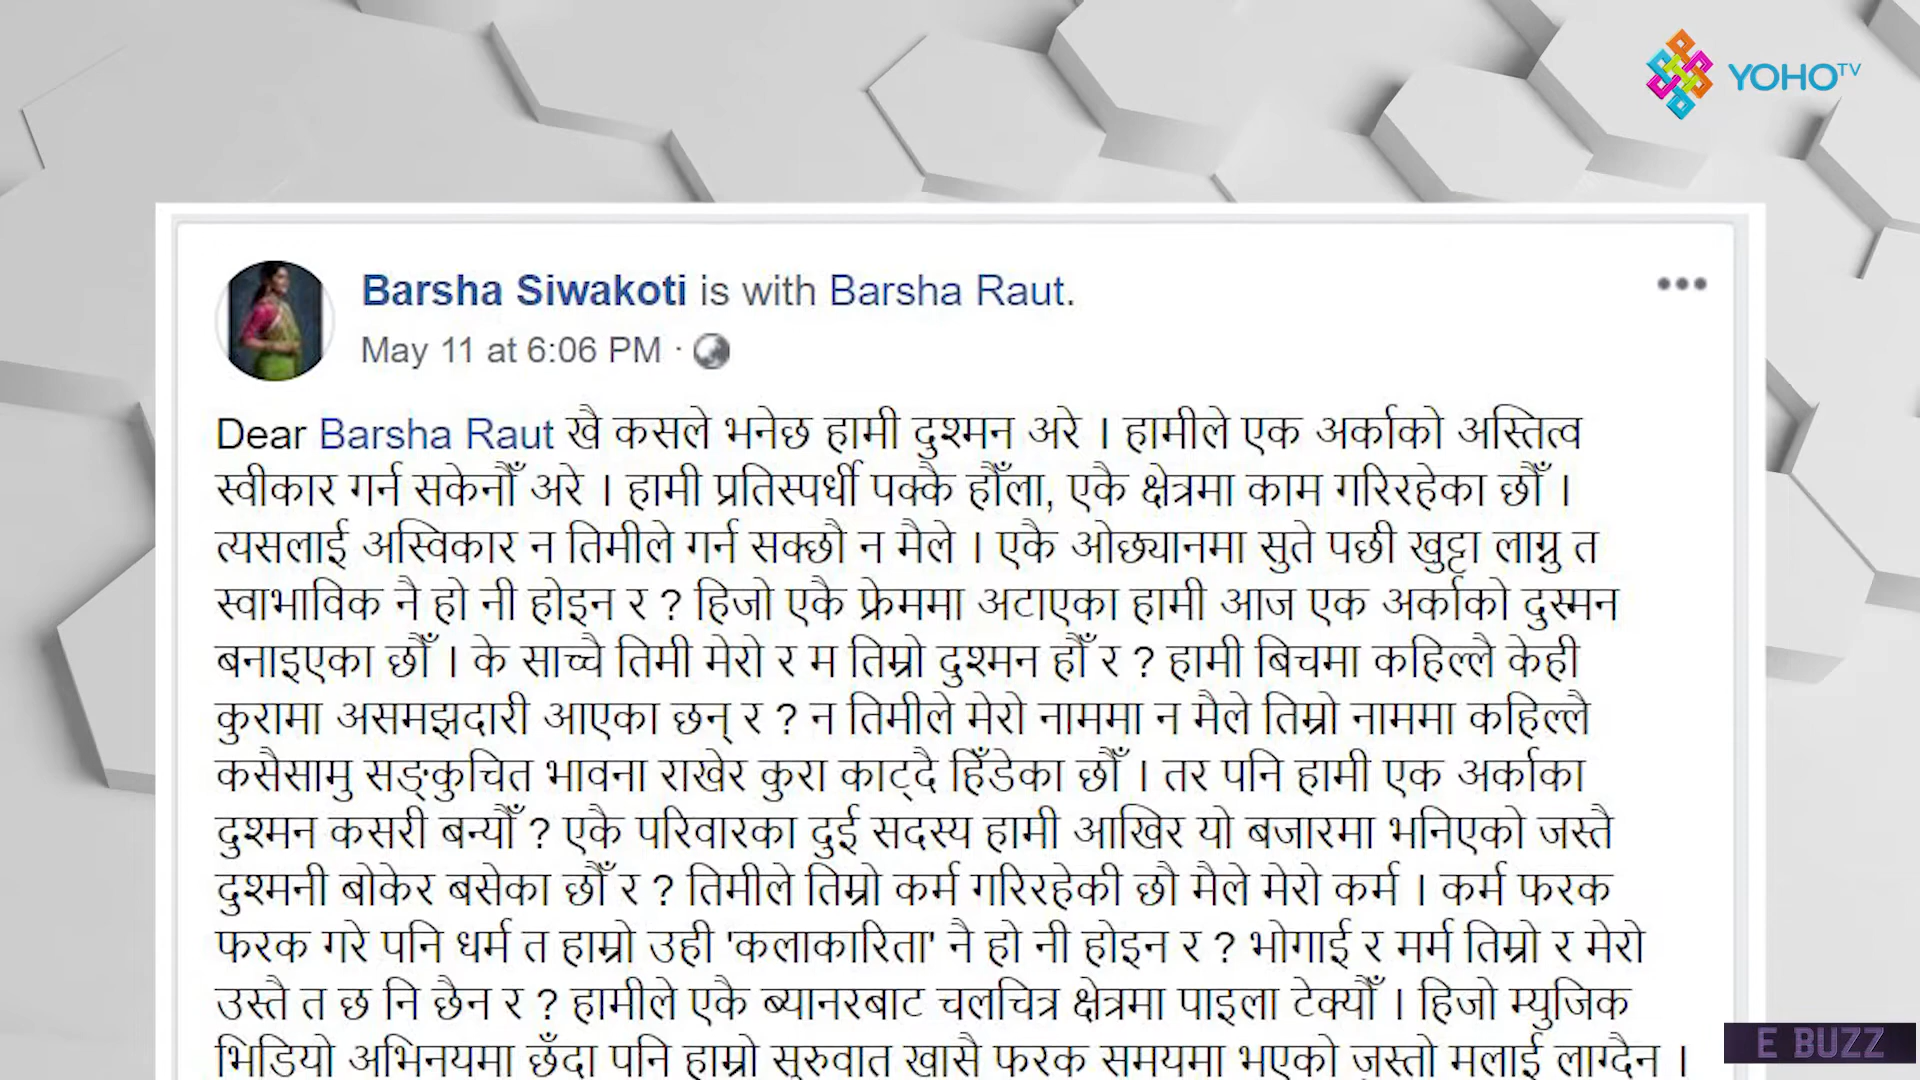 YOHO TV
Barsha Siwakoti is with Barsha Raut.
May 11 at 6:06 PM ·
Dear Barsha Raut खै कसले भनेछ हामी दुश्मन अरे । हामीले एक अर्काको अस्तित्व
स्वीकार गर्न सकेनौँ अरे । हामी प्रतिस्पर्धी पक्कै हौँला, एकै क्षेत्रमा काम गरिरहेका छौँ ।
त्यसलाई अस्विकार न तिमीले गर्न सक्छौ न मैले । एकै ओछ्यानमा सुते पछी खुट्टा लाग्नु त
स्वाभाविक नै हो नी होइन र ? हिजो एकै फ्रेममा अटाएका हामी आज एक अर्काको दुस्मन
बनाइएका छौँ । के साच्चै तिमी मेरो र म तिम्रो दुश्मन हौँ र ? हामी बिचमा कहिल्लै केही
कुरामा असमझदारी आएका छन् र ? न तिमीले मेरो नाममा न मैले तिम्रो नाममा कहिल्लै
कसैसामु सङ्कुचित भावना राखेर कुरा काट्दै हिँडेका छौँ । तर पनि हामी एक अर्काका
दुश्मन कसरी बन्यौँ ? एकै परिवारका दुई सदस्य हामी आखिर यो बजारमा भनिएको जस्तै
दुश्मनी बोकेर बसेका छौँ र ? तिमीले तिम्रो कर्म गरिरहेकी छौ मैले मेरो कर्म । कर्म फरक
फरक गरे पनि धर्म त हाम्रो उही 'कलाकारिता' नै हो नी होइन र ? भोगाई र मर्म तिम्रो र मेरो
उस्तै त छ नि छैन र ? हामीले एकै ब्यानरबाट चलचित्र क्षेत्रमा पाइला टेक्यौँ । हिजो म्युजिक
भिडियो अभिनयमा छँदा पनि हाम्रो सुरुवात खासै फरक समयमा भएको जस्तो मलाई लाग्दैन ।
E BUZZ